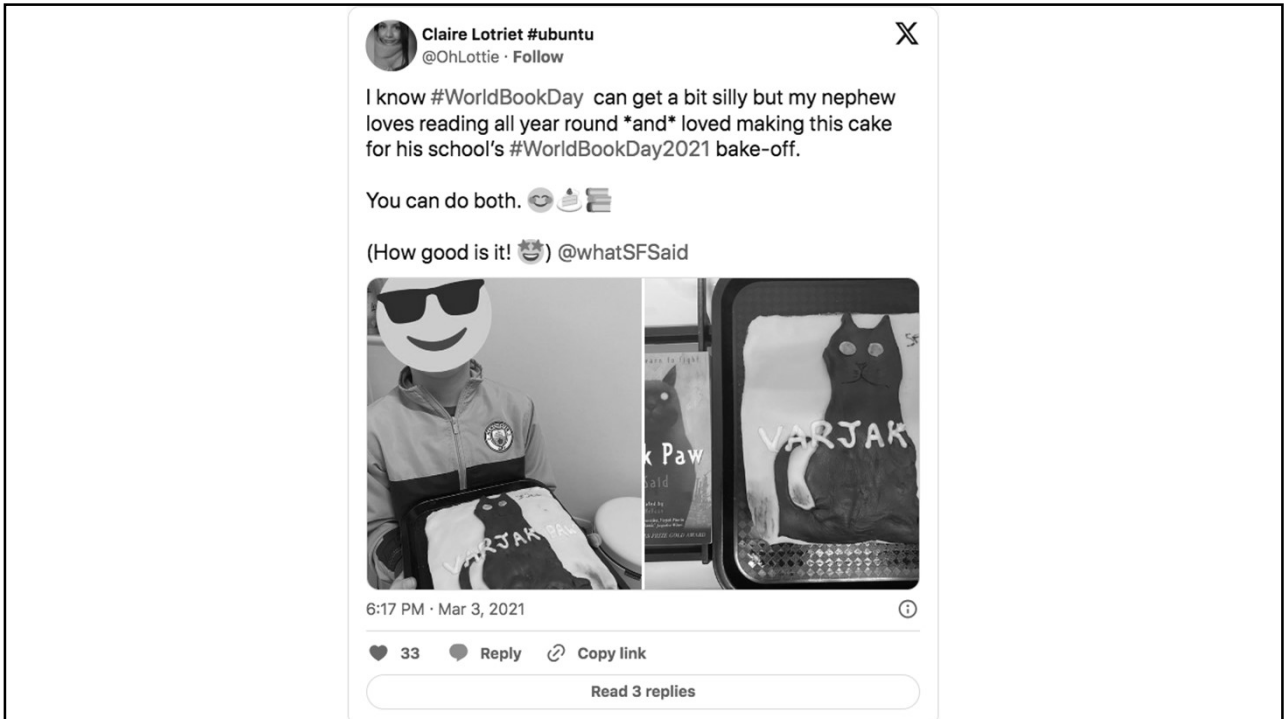 Claire Lotriet #ubuntu
@OhLottie · Follow
I know #WorldBookDay can get a bit silly but my nephew
loves reading all year round *and* loved making this cake
for his school's #WorldBookDay2021 bake-off.
You can do both.
(How good is it! ) @whatSFSaid
VARJAK PAW
k Paw
Said
VARJAK
6:17 PM · Mar 3, 2021
33
Reply
Copy link
Read 3 replies